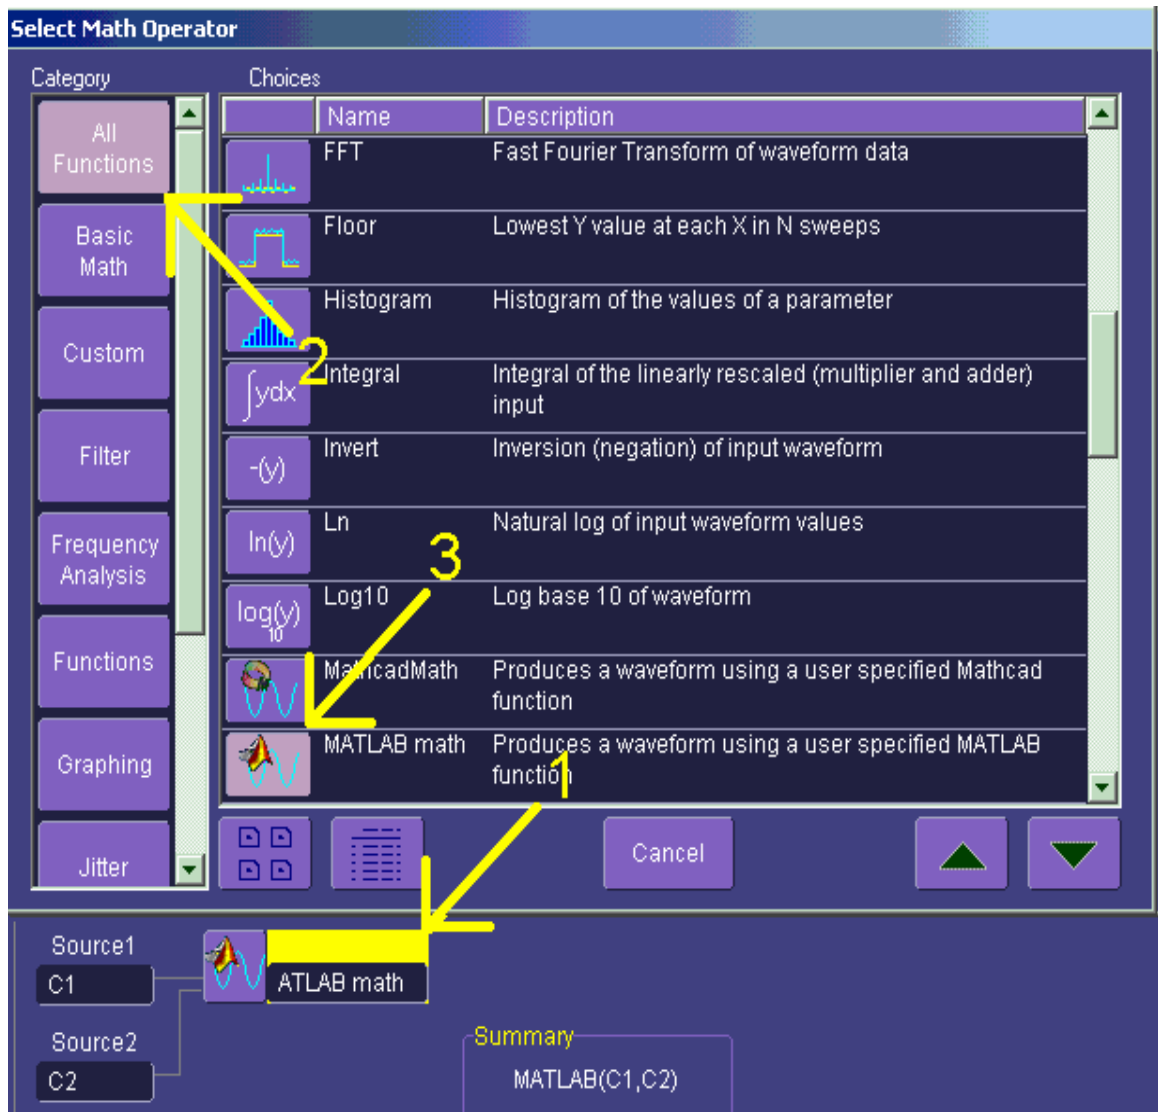 Select Math Operator
Category
Choices
All
Functions
Basic
Math
Custom
Filter
Frequency
Analysis
Functions
Graphing
Jitter
Name Description
FFT Fast Fourier Transform of waveform data
Floor Lowest Y value at each X in N sweeps
Histogram Histogram of the values of a parameter
∫ydx Integral Integral of the linearly rescaled (multiplier and adder)
input
-(y) Invert Inversion (negation) of input waveform
ln(y) Ln Natural log of input waveform values
log(y)
10
Log10 Log base 10 of waveform
MathcadMath Produces a waveform using a user specified Mathcad
function
MATLAB math Produces a waveform using a user specified MATLAB
function
2
3
1
Cancel
Source1
C1
ATLAB math
Source2
C2
Summary
MATLAB(C1,C2)